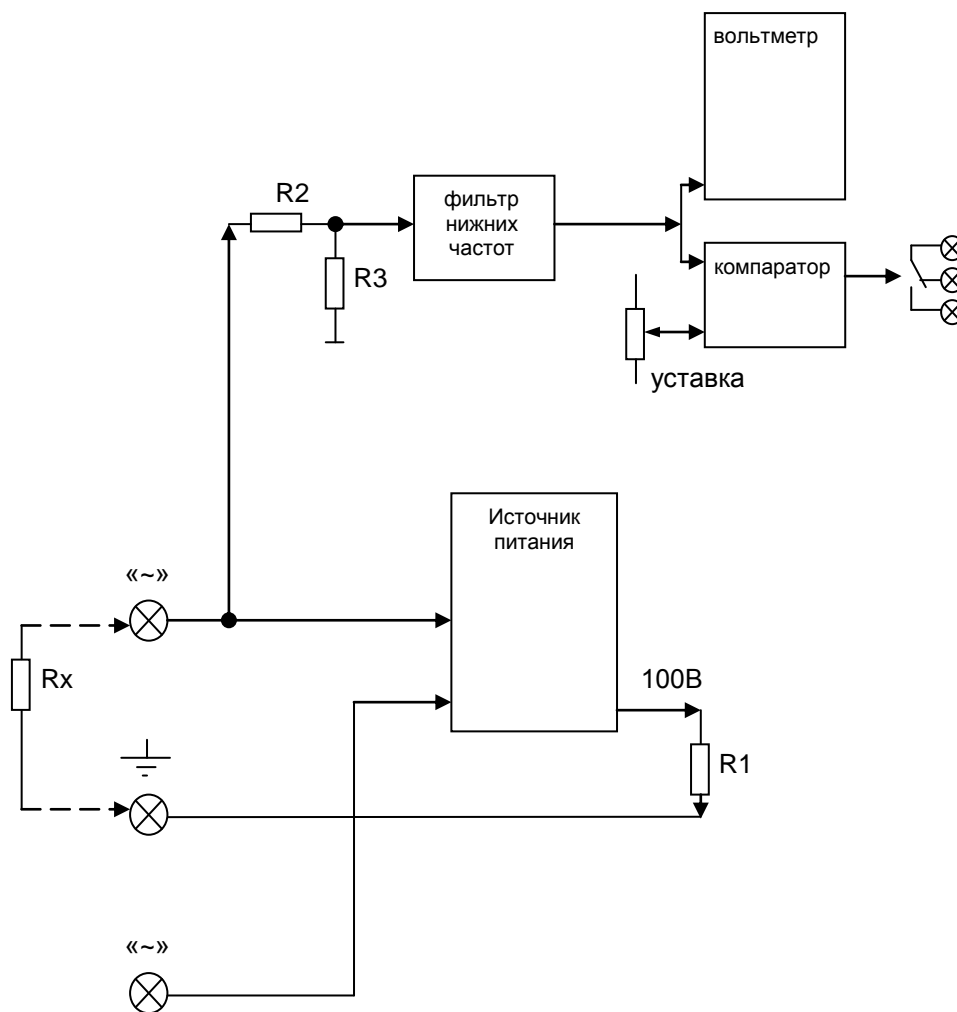 вольтметр
R2
фильтр
нижних
частот
R3
компаратор
уставка
Источник
питания
«~»
Rx
100В
R1
«~»